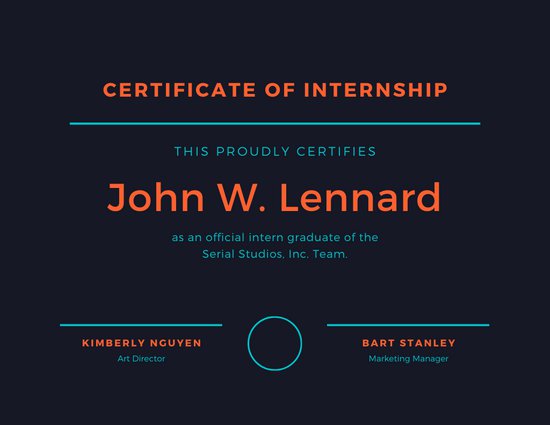 CERTIFICATE OF INTERNSHIP
THIS PROUDLY CERTIFIES
John W. Lennard
as an official intern graduate of the
Serial Studios, Inc. Team.
KIMBERLY NGUYEN
Art Director
BART STANLEY
Marketing Manager